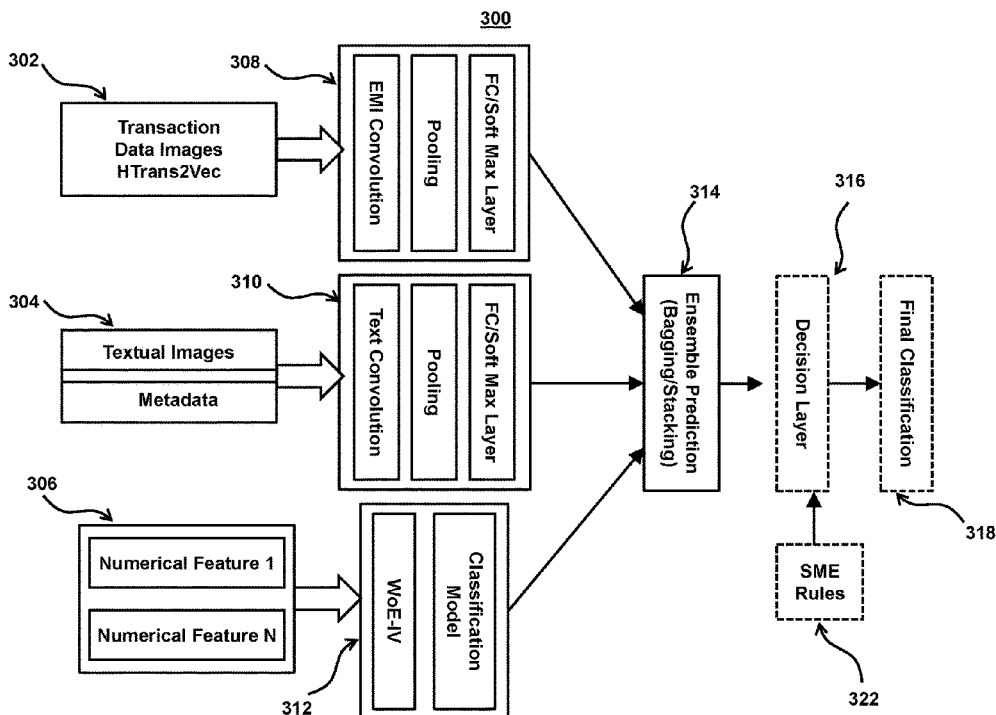 300
302
Transaction
Data Images
HTrans2Vec
308
EMI Convolution
Pooling
FC/Soft Max Layer
304
Textual Images
Metadata
310
Text Convolution
Pooling
FC/Soft Max Layer
306
Numerical Feature 1
Numerical Feature N
312
WoE-IV
Classification
Model
314
Ensemble Prediction
(Bagging/Stacking)
316
Decision Layer
Final Classification
318
SME
Rules
322